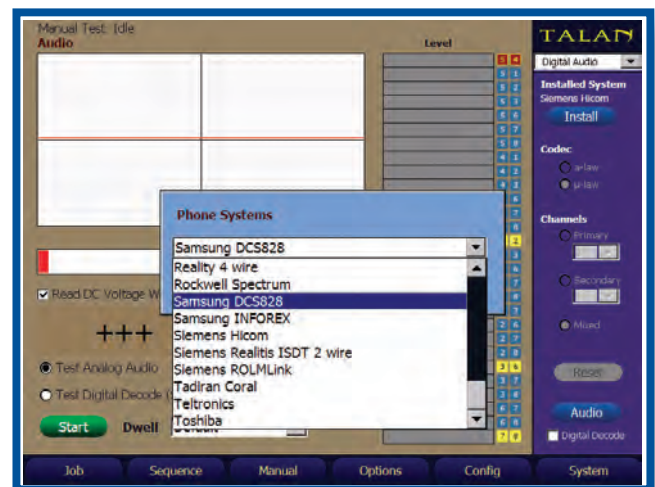 Manual Test: Idle
Audio
Level
TALAN
Digital Audio
Installed System
Siemens Hicom
Install
Codec
a-law
µ-law
Channels
Primary
Secondary
Mixed
Reset
Audio
Digital Decode
Phone Systems
Samsung DCS828
Reality 4 wire
Rockwell Spectrum
Samsung DCS828
Samsung INFOREX
Siemens Hicom
Siemens Realitis ISDT 2 wire
Siemens ROLMLink
Tadiran Coral
Teltronics
Toshiba
Read DC Voltage
+++
Test Analog Audio
Test Digital Decode
Start
Dwell
Job
Sequence
Manual
Options
Config
System